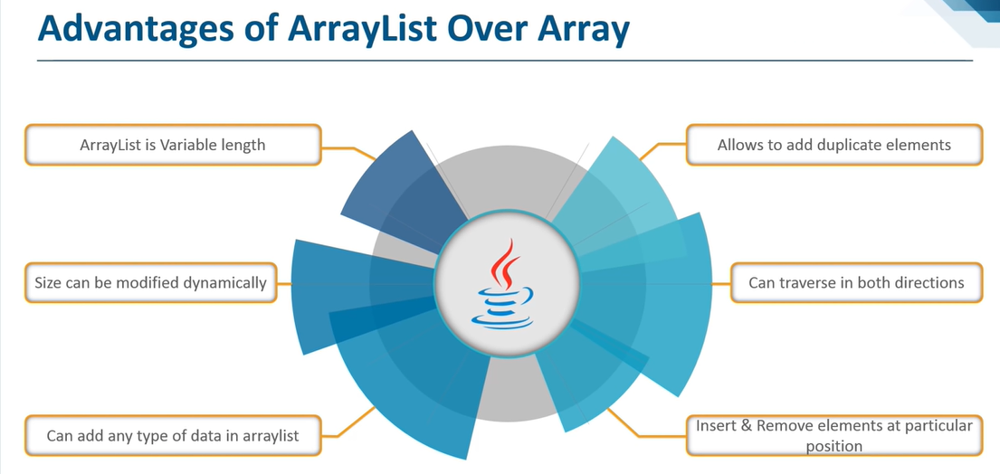 Advantages of ArrayList Over Array
ArrayList is Variable length
Allows to add duplicate elements
Size can be modified dynamically
Can traverse in both directions
Can add any type of data in arraylist
Insert & Remove elements at particular
position